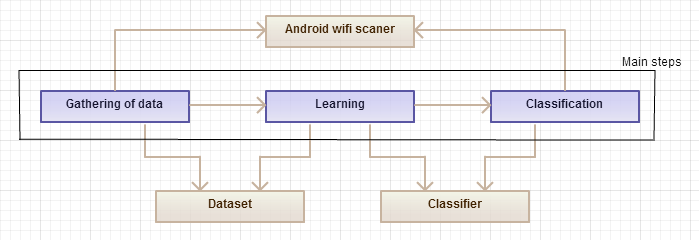 Android wifi scaner
Main steps
Gathering of data
Learning
Classification
Dataset
Classifier